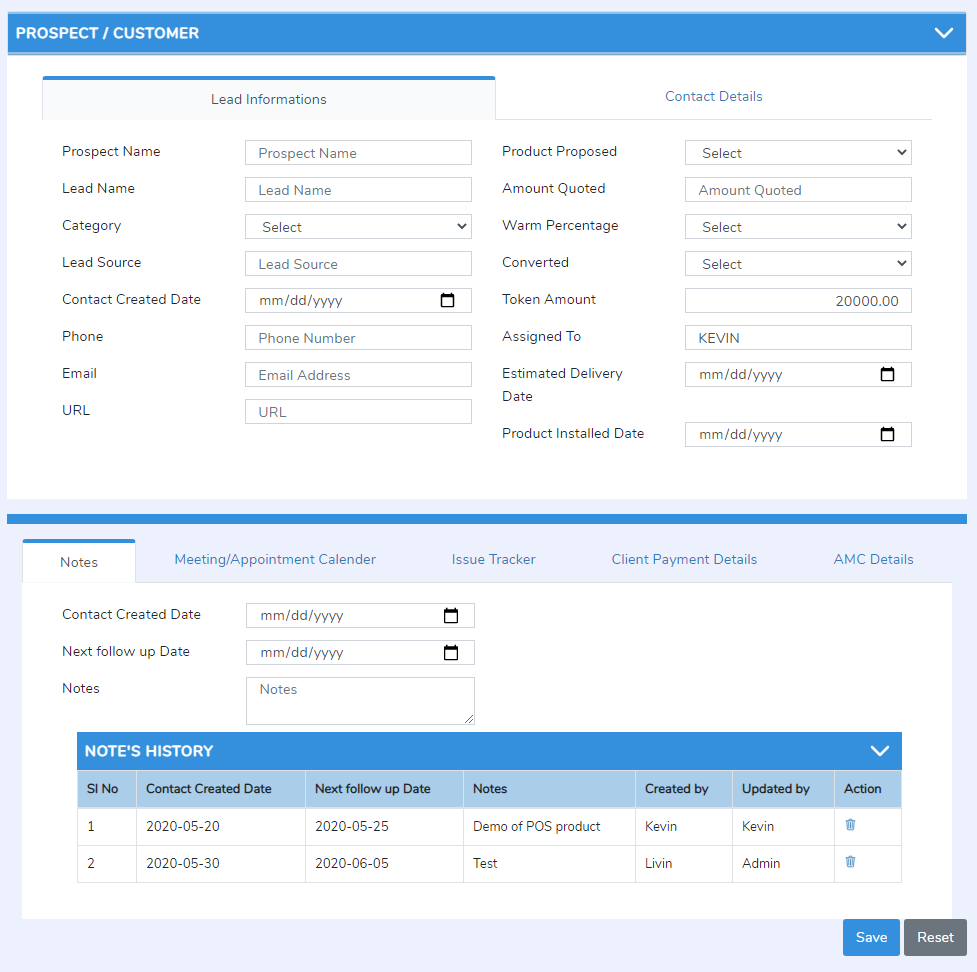 PROSPECT / CUSTOMER
Lead Informations
Contact Details
Prospect Name Prospect Name
Lead Name Lead Name
Category Select
Lead Source Lead Source
Contact Created Date mm/dd/yyyy
Phone Phone Number
Email Email Address
URL URL
Product Proposed Select
Amount Quoted Amount Quoted
Warm Percentage Select
Converted Select
Token Amount 20000.00
Assigned To KEVIN
Estimated Delivery mm/dd/yyyy
Date
Product Installed Date mm/dd/yyyy
Notes Meeting/Appointment Calender Issue Tracker Client Payment Details AMC Details
Contact Created Date mm/dd/yyyy
Next follow up Date mm/dd/yyyy
Notes Notes
NOTE'S HISTORY
Sl No Contact Created Date Next follow up Date Notes Created by Updated by Action
1 2020-05-20 2020-05-25 Demo of POS product Kevin Kevin
2 2020-05-30 2020-06-05 Test Livin Admin
Save Reset